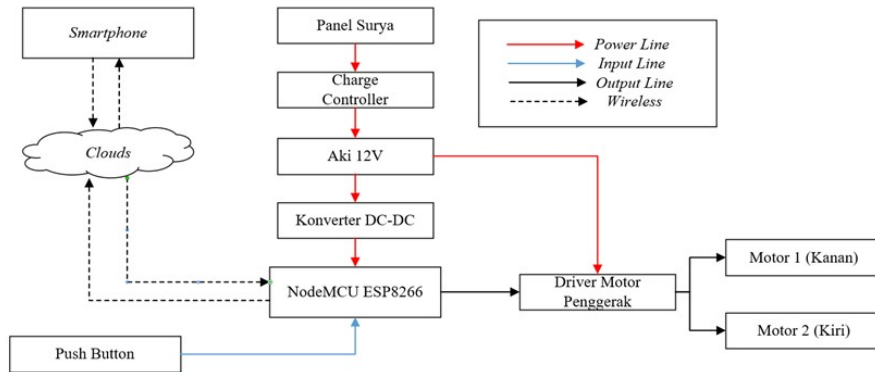 Smartphone
Panel Surya
Power Line
Input Line
Output Line
Wireless
Charge
Controller
Clouds
Aki 12V
Konverter DC-DC
Motor 1 (Kanan)
NodeMCU ESP8266
Driver Motor
Penggerak
Motor 2 (Kiri)
Push Button